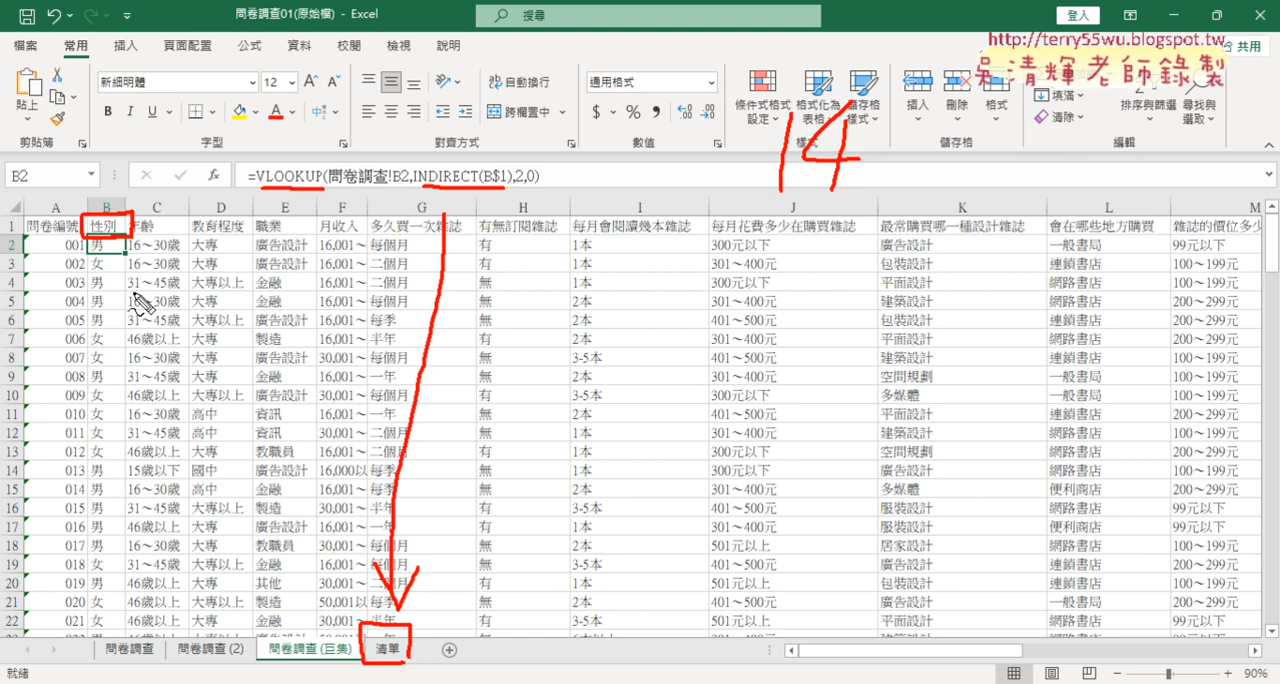 問卷調查01(原始檔) - Excel
搜尋
登入
http://terry55wu.blogspot.tw
吳清輝老師錄製
共用
檔案 常用 插入 頁面配置 公式 資料 校閱 檢視 說明
新細明體 12 自動換行 通用格式
貼上 B I U 跨欄置中 $ % 條件式格式設定 格式化為表格 儲存格樣式 插入 刪除 格式 填滿 清除 排序與篩選 尋找與選取
剪貼簿 字型 對齊方式 數值 樣式 儲存格 編輯
14
B2 fx =VLOOKUP(問卷調查!B2,INDIRECT(B$1),2,0)
A B C D E F G H I J K L M
1 問卷編號 性別 年齡 教育程度 職業 月收入 多久買一次雜誌 有無訂閱雜誌 每月會閱讀幾本雜誌 每月花費多少在購買雜誌 最常購買哪一種設計雜誌 會在哪些地方購買 雜誌的價位多少
2 001 男 16~30歲 大專 廣告設計 16,001~ 每個月 有 1本 300元以下 廣告設計 一般書局 99元以下
3 002 女 16~30歲 大專 廣告設計 16,001~ 二個月 有 1本 301~400元 包裝設計 連鎖書店 100~199元
4 003 男 31~45歲 大專以上 金融 16,001~ 二個月 無 1本 300元以下 平面設計 網路書店 100~199元
5 004 男 16~30歲 大專 金融 16,001~ 每個月 無 2本 301~400元 建築設計 網路書店 200~299元
6 005 男 31~45歲 大專以上 廣告設計 16,001~ 每季 無 2本 401~500元 包裝設計 連鎖書店 200~299元
7 006 女 46歲以上 大專 製造 16,001~ 半年 無 2本 301~400元 平面設計 網路書店 200~299元
8 007 女 16~30歲 大專 廣告設計 30,001~ 每個月 有 3-5本 401~500元 建築設計 連鎖書店 100~199元
9 008 男 31~45歲 大專 金融 16,001~ 一年 無 2本 301~400元 空間規劃 一般書局 100~199元
10 009 女 46歲以上 大專 廣告設計 30,001~ 每個月 有 3-5本 300元以下 多媒體 一般書局 100~199元
11 010 女 16~30歲 高中 資訊 16,001~ 一年 無 2本 401~500元 平面設計 連鎖書店 200~299元
12 011 女 31~45歲 高中 資訊 30,001~ 二個月 有 1本 301~400元 建築設計 網路書店 100~199元
13 012 女 46歲以上 大專 教職員 16,001~ 二個月 有 1本 300元以下 空間規劃 網路書店 200~299元
14 013 男 15歲以下 國中 廣告設計 16,000以 每季 有 2本 300元以下 多媒體 網路書店 100~199元
15 014 男 16~30歲 高中 金融 16,001~ 每季 無 2本 300元以下 多媒體 便利商店 200~299元
16 015 男 31~45歲 大專以上 製造 30,001~ 半年 無 3-5本 401~500元 服裝設計 網路書店 99元以下
17 016 男 46歲以上 大專 廣告設計 16,001~ 一年 有 1本 301~400元 服裝設計 便利商店 99元以下
18 017 男 16~30歲 大專 教職員 30,001~ 每個月 有 2本 501元以上 居家設計 網路書店 100~199元
19 018 女 31~45歲 大專以上 金融 16,001~ 每個月 無 3-5本 401~500元 廣告設計 網路書店 100~199元
20 019 男 46歲以上 大專 其他 30,001~ 二個月 有 1本 501元以上 包裝設計 連鎖書店 100~199元
21 020 女 46歲以上 大專以上 製造 50,001以 每季 無 2本 401~500元 廣告設計 一般書局 200~299元
22 021 女 46歲以上 大專 金融 30,001~ 半年 無 3-5本 301~400元 平面設計 連鎖書店 200~299元
問卷調查 問卷調查 (2) 問卷調查 (巨集) 清單
就緒 90%